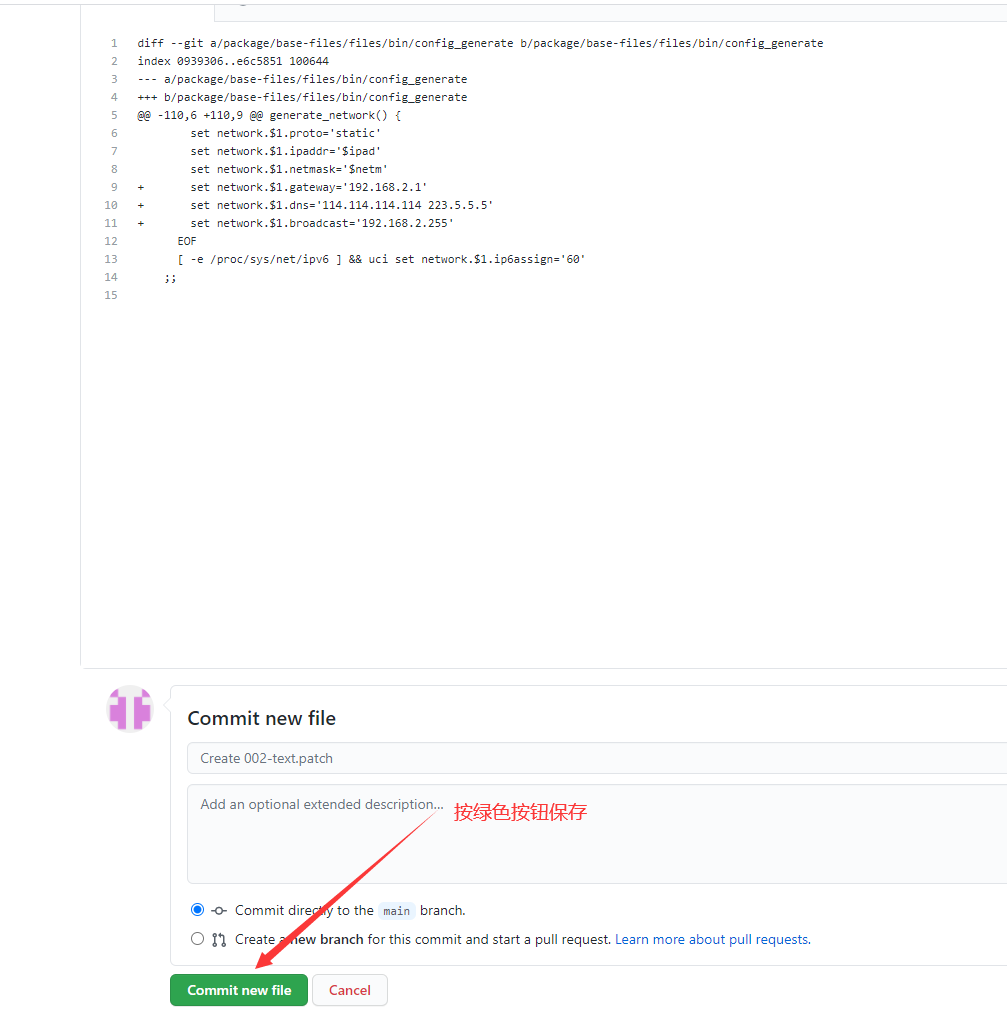 1 diff --git a/package/base-files/files/bin/config_generate b/package/base-files/files/bin/config_generate
2 index 0939306..e6c5851 100644
3 --- a/package/base-files/files/bin/config_generate
4 +++ b/package/base-files/files/bin/config_generate
5 @@ -110,6 +110,9 @@ generate_network() {
6         set network.$1.proto='static'
7         set network.$1.ipaddr='$ipad'
8         set network.$1.netmask='$netm'
9 +       set network.$1.gateway='192.168.2.1'
10 +       set network.$1.dns='114.114.114.114 223.5.5.5'
11 +       set network.$1.broadcast='192.168.2.255'
12       EOF
13       [ -e /proc/sys/net/ipv6 ] && uci set network.$1.ip6assign='60'
14     ;;
15
Commit new file
Create 002-text.patch
Add an optional extended description...
按绿色按钮保存
Commit directly to the main branch.
Create a new branch for this commit and start a pull request. Learn more about pull requests.
Commit new file Cancel